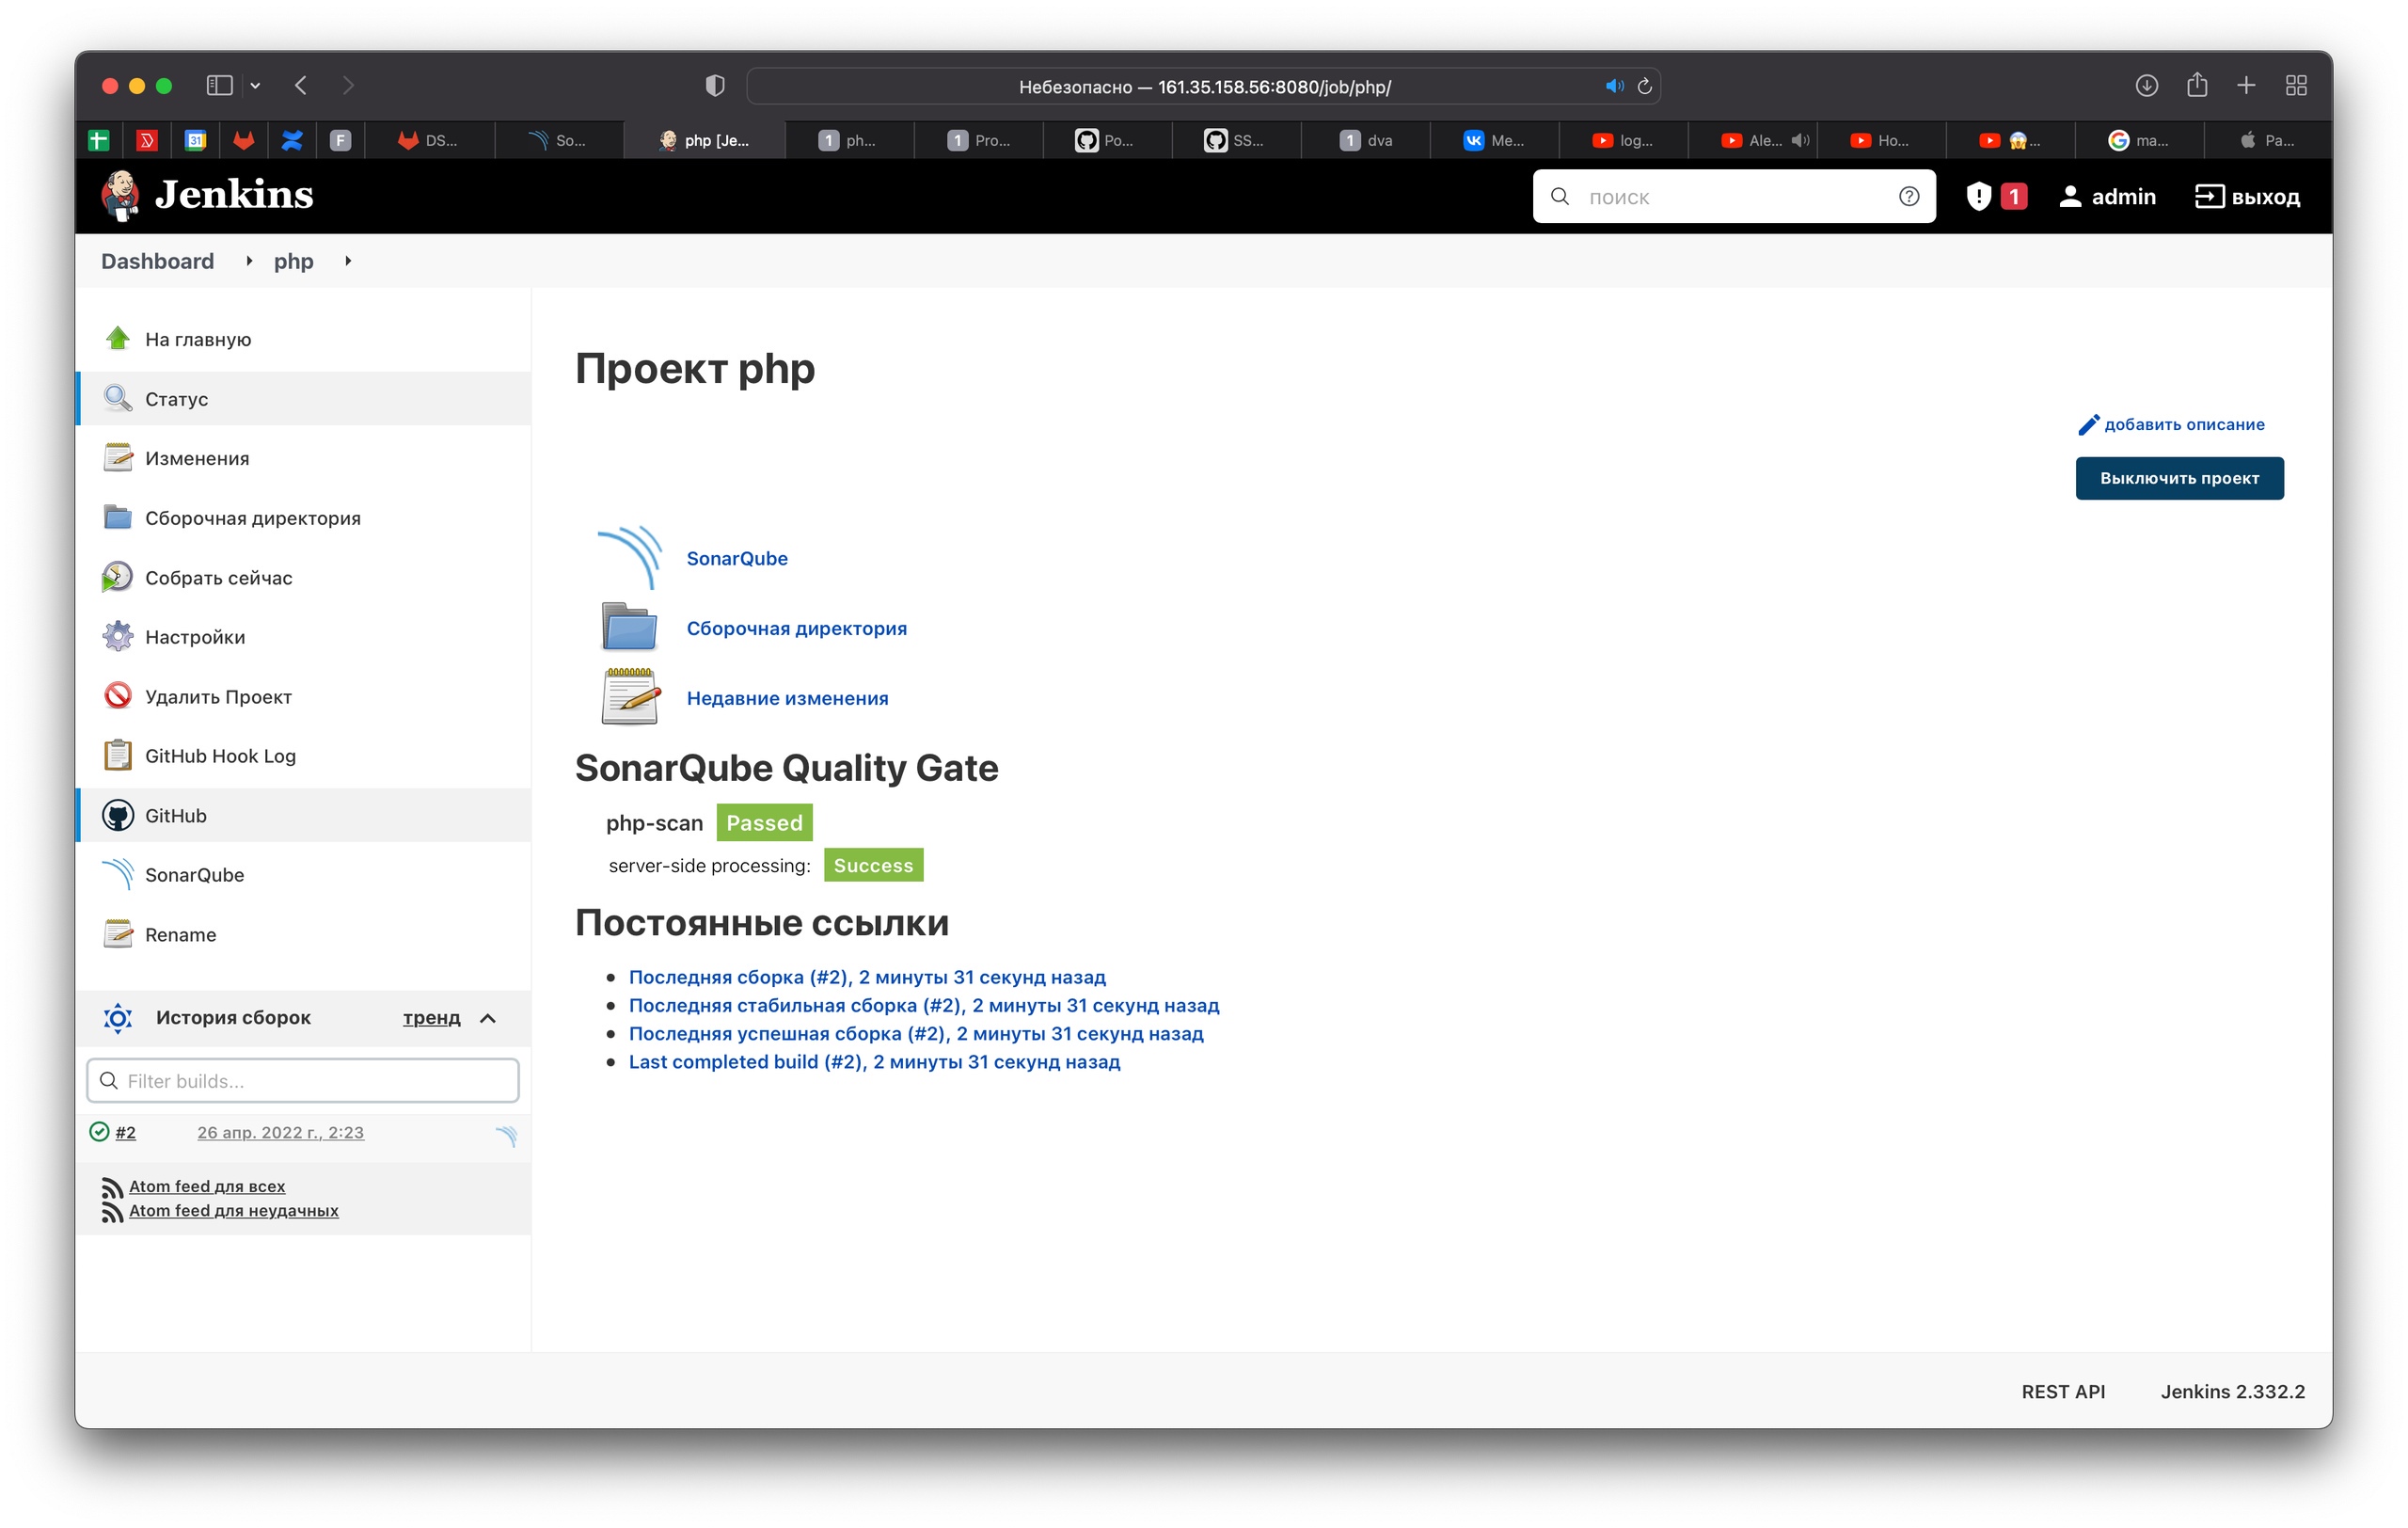 Небезопасно — 161.35.158.56:8080/job/php/
31 F DS... So... php [Je... 1 ph... 1 Pro... Po... SS... 1 dva Me... log... Ale... Ho... ... ma... Pa...
Jenkins
поиск
1
admin
выход
Dashboard php
На главную
Статус
Изменения
Сборочная директория
Собрать сейчас
Настройки
Удалить Проект
GitHub Hook Log
GitHub
SonarQube
Rename
История сборок тренд
Filter builds...
#2 26 апр. 2022 г., 2:23
Atom feed для всех
Atom feed для неудачных
Проект php
добавить описание
Выключить проект
SonarQube
Сборочная директория
Недавние изменения
SonarQube Quality Gate
php-scan Passed
server-side processing: Success
Постоянные ссылки
Последняя сборка (#2), 2 минуты 31 секунд назад
Последняя стабильная сборка (#2), 2 минуты 31 секунд назад
Последняя успешная сборка (#2), 2 минуты 31 секунд назад
Last completed build (#2), 2 минуты 31 секунд назад
REST API Jenkins 2.332.2